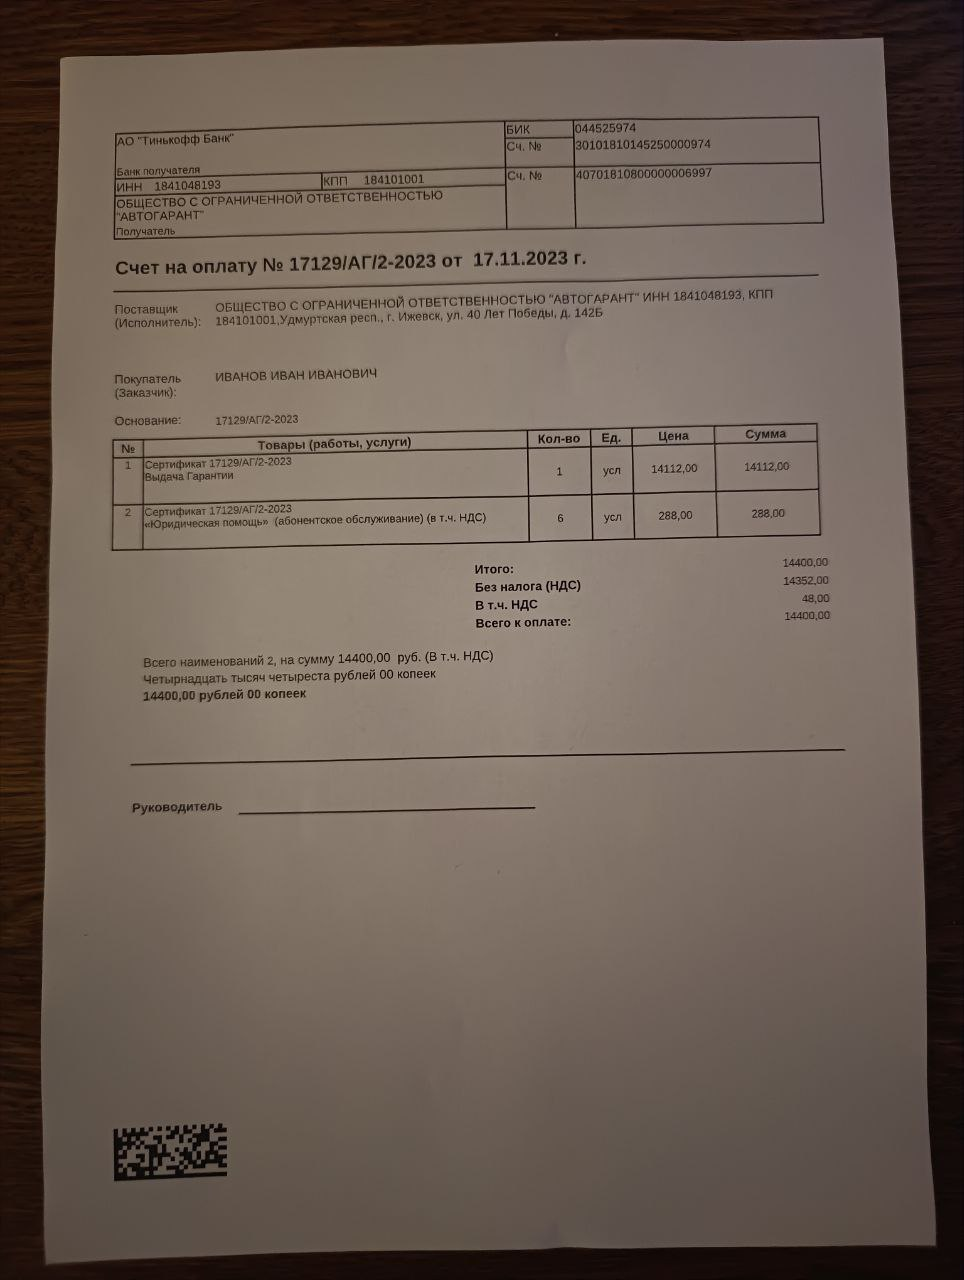 АО "Тинькофф Банк"
БИК 044525974
Сч. № 30101810145250000974
Банк получателя
ИНН 1841048193 КПП 184101001 Сч. № 40701810800000006997
ОБЩЕСТВО С ОГРАНИЧЕННОЙ ОТВЕТСТВЕННОСТЬЮ
"АВТОГАРАНТ"
Получатель
Счет на оплату № 17129/АГ/2-2023 от 17.11.2023 г.
Поставщик ОБЩЕСТВО С ОГРАНИЧЕННОЙ ОТВЕТСТВЕННОСТЬЮ "АВТОГАРАНТ" ИНН 1841048193, КПП
(Исполнитель): 184101001,Удмуртская респ., г. Ижевск, ул. 40 Лет Победы, д. 142Б
Покупатель ИВАНОВ ИВАН ИВАНОВИЧ
(Заказчик):
Основание: 17129/АГ/2-2023
№ Товары (работы, услуги) Кол-во Ед. Цена Сумма
1 Сертификат 17129/АГ/2-2023
Выдача Гарантии 1 усл 14112,00 14112,00
2 Сертификат 17129/АГ/2-2023
«Юридическая помощь» (абонентское обслуживание) (в т.ч. НДС) 6 усл 288,00 288,00
Итого: 14400,00
Без налога (НДС) 14352,00
В т.ч. НДС 48,00
Всего к оплате: 14400,00
Всего наименований 2, на сумму 14400,00 руб. (В т.ч. НДС)
Четырнадцать тысяч четыреста рублей 00 копеек
14400,00 рублей 00 копеек
Руководитель